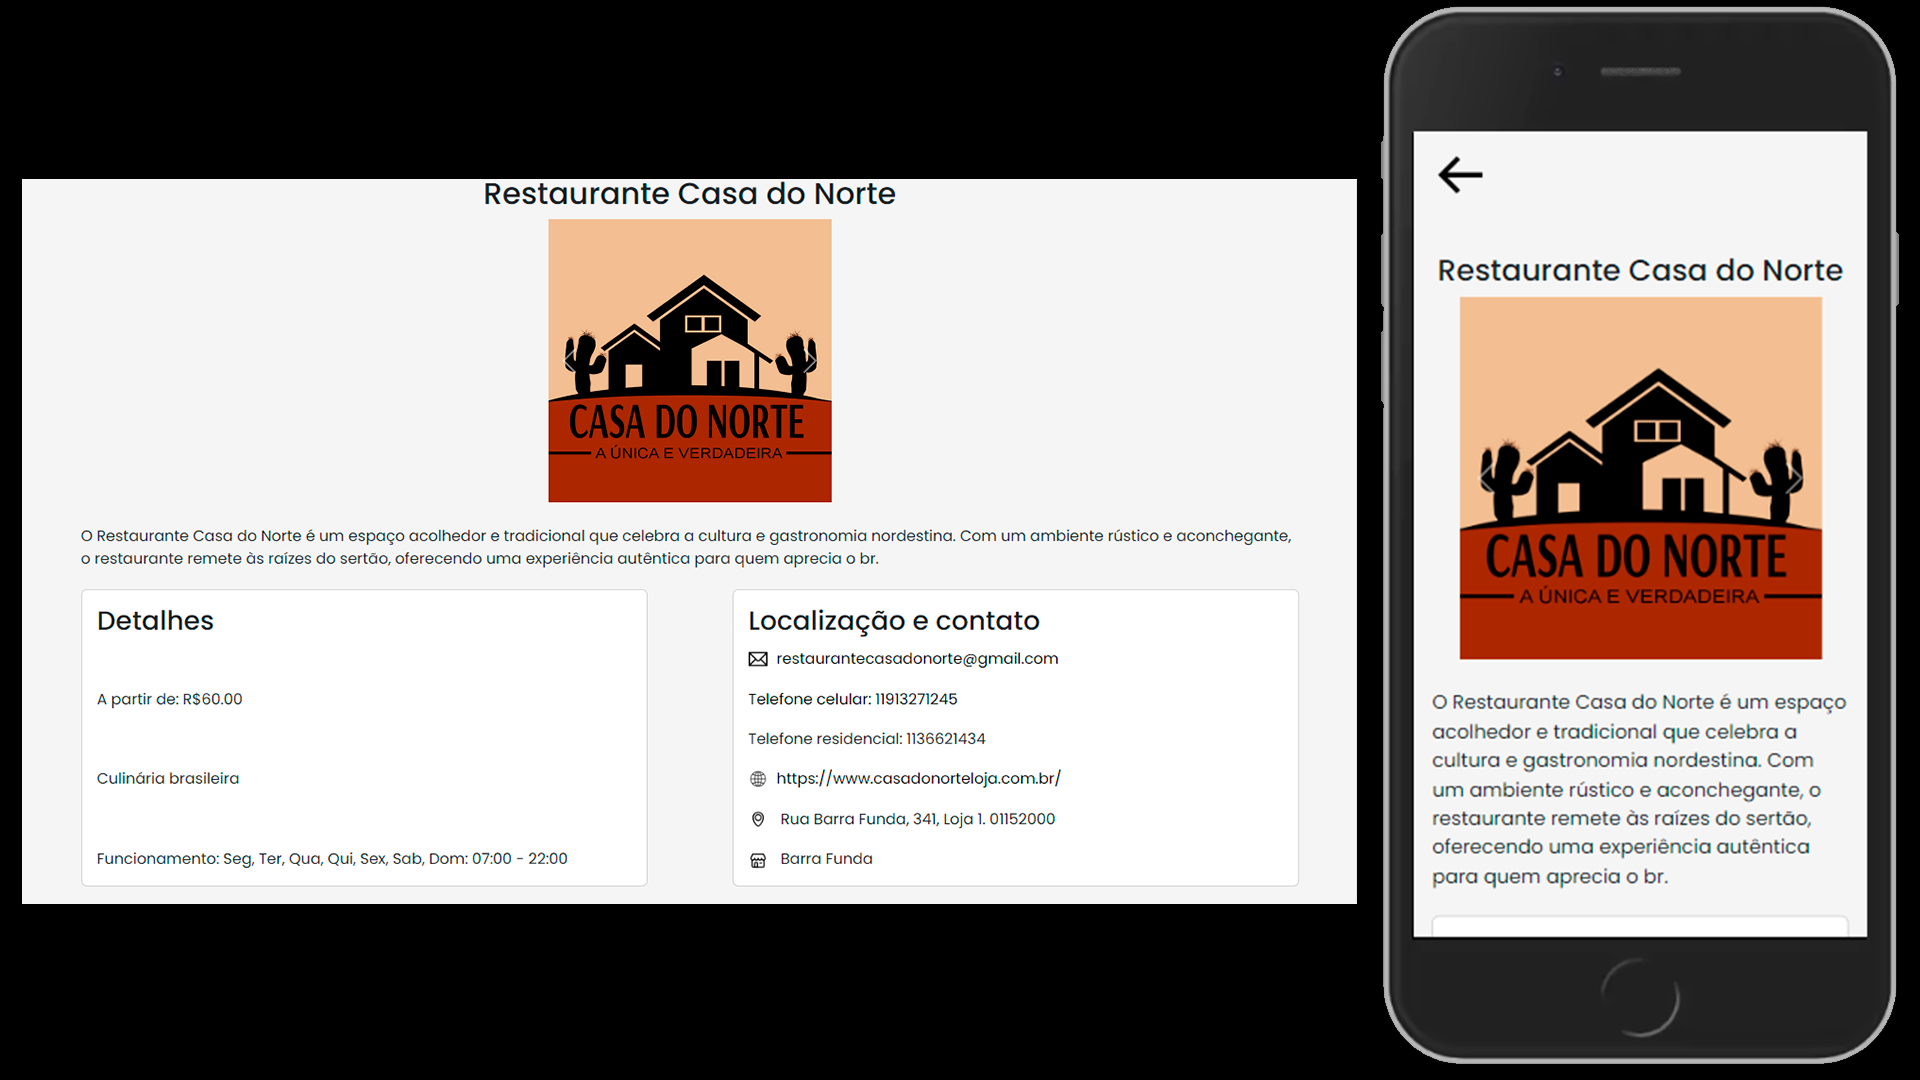 Restaurante Casa do Norte
CASA DO NORTE
A ÚNICA E VERDADEIRA
O Restaurante Casa do Norte é um espaço acolhedor e tradicional que celebra a cultura e gastronomia nordestina. Com um ambiente rústico e aconchegante,
o restaurante remete às raízes do sertão, oferecendo uma experiência autêntica para quem aprecia o br.
Detalhes
A partir de: R$60.00
Culinária brasileira
Funcionamento: Seg, Ter, Qua, Qui, Sex, Sab, Dom: 07:00 - 22:00
Localização e contato
restaurantecasadonorte@gmail.com
Telefone celular: 11913271245
Telefone residencial: 1136621434
https://www.casadonorteloja.com.br/
Rua Barra Funda, 341, Loja 1. 01152000
Barra Funda
Restaurante Casa do Norte
CASA DO NORTE
A ÚNICA E VERDADEIRA
O Restaurante Casa do Norte é um espaço
acolhedor e tradicional que celebra a
cultura e gastronomia nordestina. Com
um ambiente rústico e aconchegante, o
restaurante remete às raízes do sertão,
oferecendo uma experiência autêntica
para quem aprecia o br.